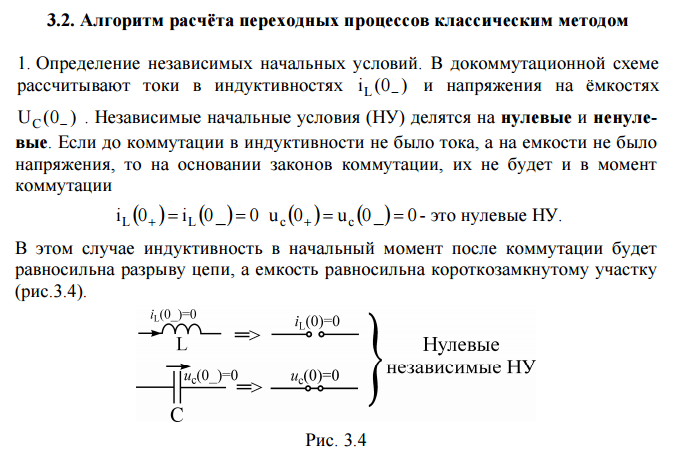 3.2. Алгоритм расчёта переходных процессов классическим методом
1. Определение независимых начальных условий. В докоммутационной схеме
рассчитывают токи в индуктивностях i_L(0_) и напряжения на ёмкостях
U_C(0_) . Независимые начальные условия (НУ) делятся на нулевые и ненуле-
вые. Если до коммутации в индуктивности не было тока, а на емкости не было
напряжения, то на основании законов коммутации, их не будет и в момент
коммутации
i_L(0_+)=i_L(0_)=0 u_c(0_+)=u_c(0_)=0- это нулевые НУ.
В этом случае индуктивность в начальный момент после коммутации будет
равносильна разрыву цепи, а емкость равносильна короткозамкнутому участку
(рис.3.4).
i_L(0_)=0
i_L(0)=0
L
=>
u_c(0_)=0
u_c(0)=0
=>
C
Нулевые
независимые НУ
Рис. 3.4